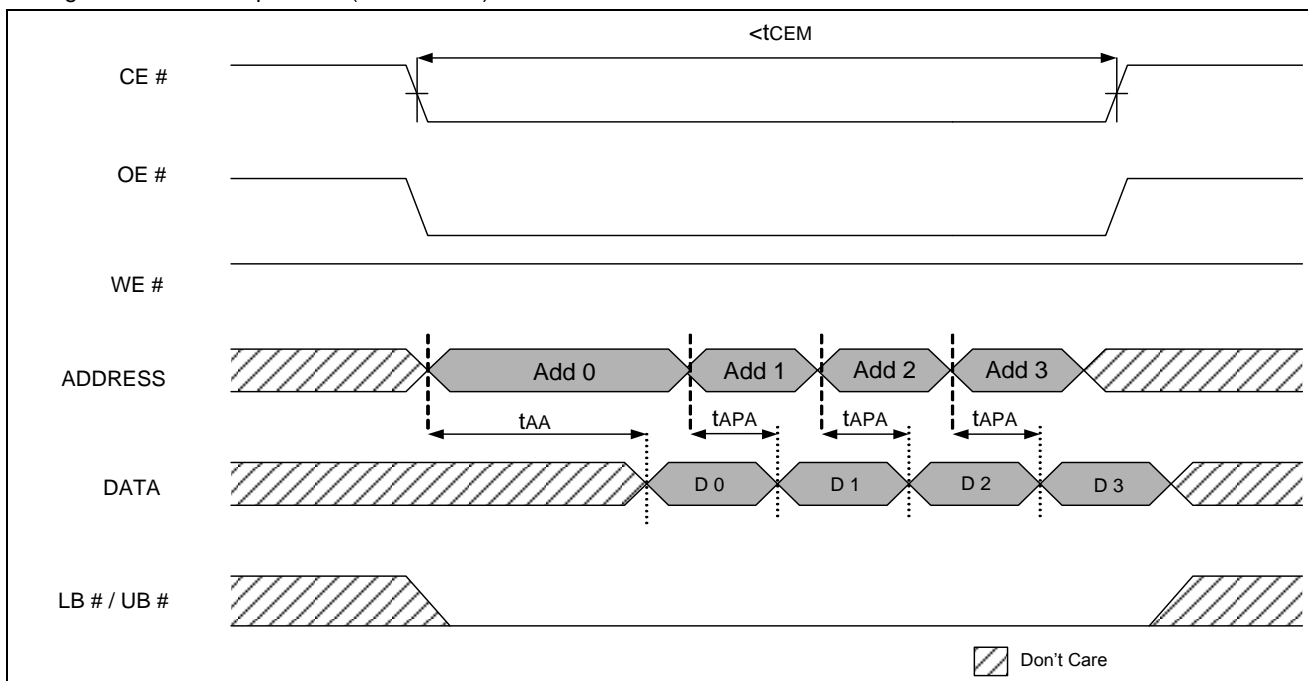 <tCEM
CE #
OE #
WE #
ADDRESS
Add 0 Add 1 Add 2 Add 3
tAA tAPA tAPA tAPA
DATA
D 0 D 1 D 2 D 3
LB # / UB #
Don't Care